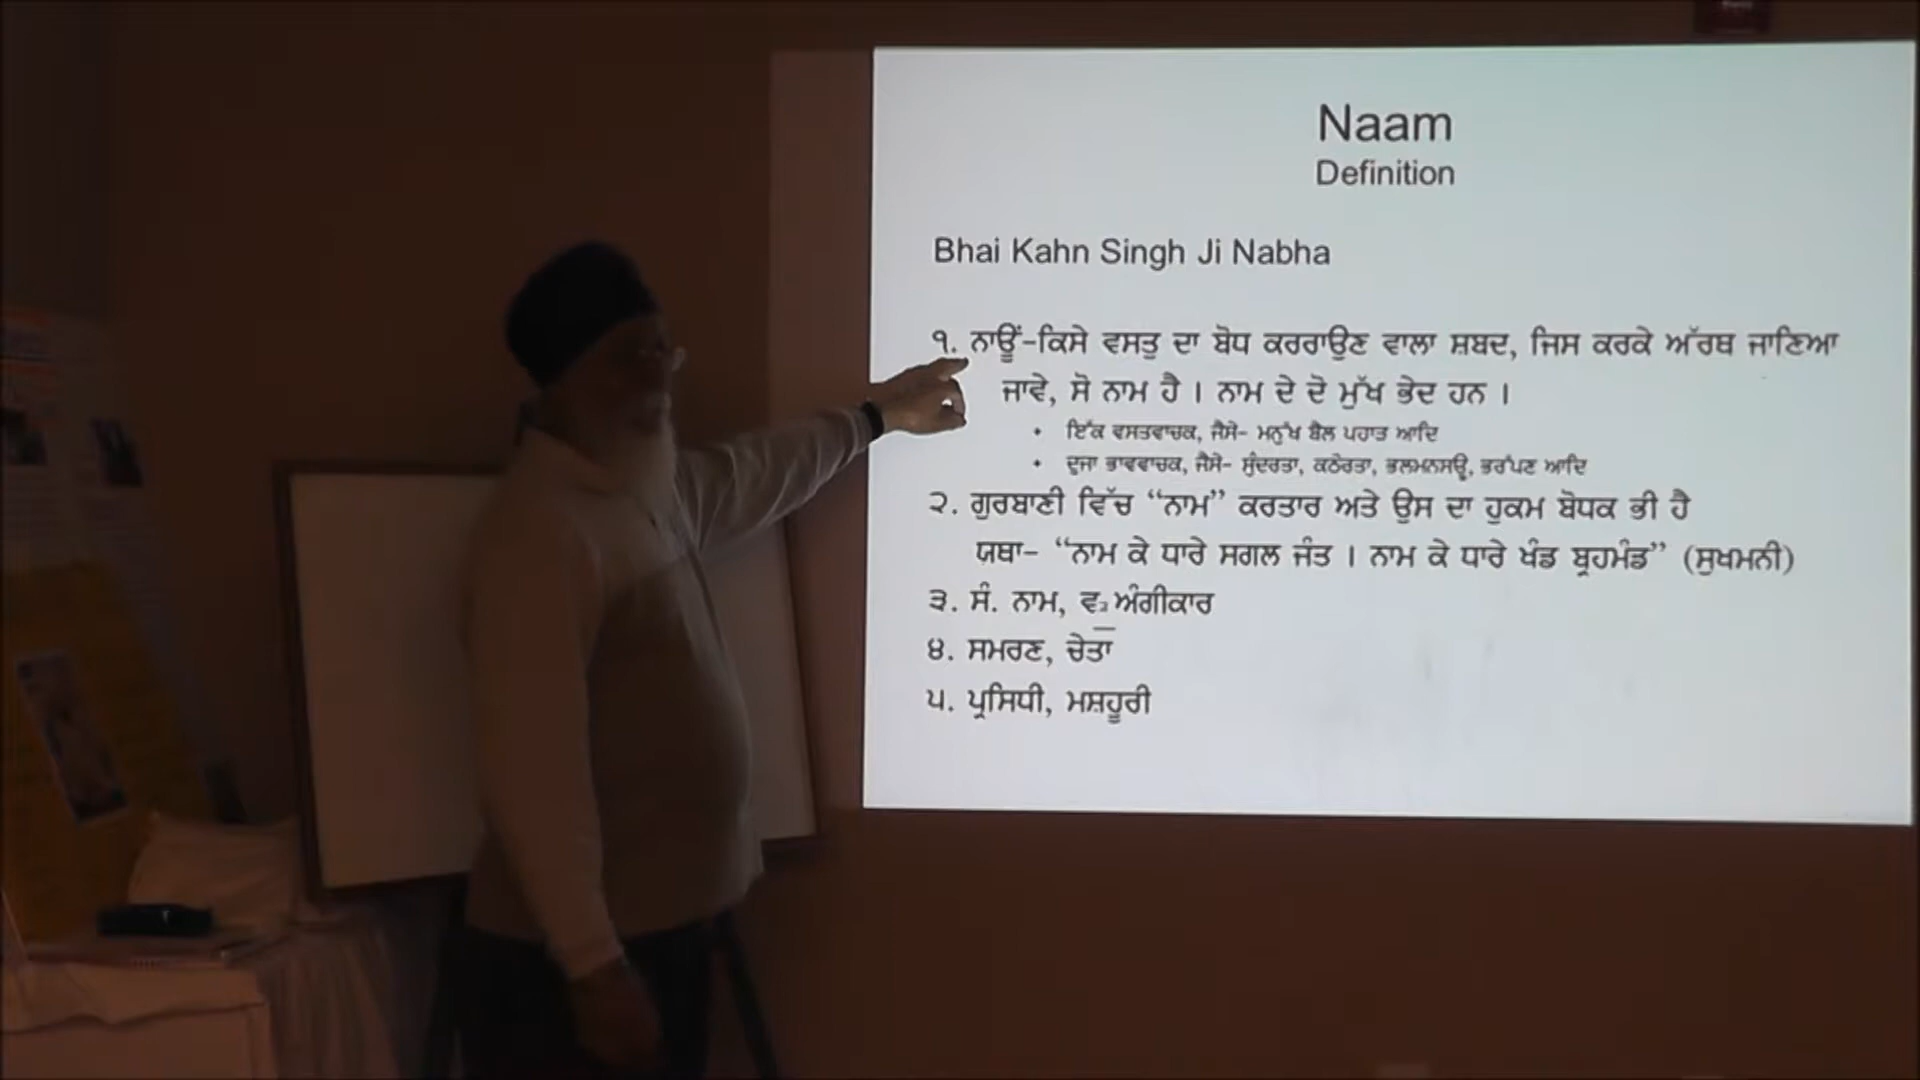 Naam
Definition
Bhai Kahn Singh Ji Nabha
੧. ਨਾਊਂ-ਕਿਸੇ ਵਸਤੁ ਦਾ ਬੋਧ ਕਰਰਾਉਣ ਵਾਲਾ ਸ਼ਬਦ, ਜਿਸ ਕਰਕੇ ਅੱਰਥ ਜਾਣਿਆ
ਜਾਵੇ, ਸੋ ਨਾਮ ਹੈ । ਨਾਮ ਦੇ ਦੋ ਮੁੱਖ ਭੇਦ ਹਨ ।
• ਇੱਕ ਵਸਤਵਾਚਕ, ਜੈਸੇ- ਮਨੁੱਖ ਬੈਲ ਪਹਾੜ ਆਦਿ
• ਦੂਜਾ ਭਾਵਵਾਚਕ, ਜੈਸੇ- ਸੁੰਦਰਤਾ, ਕਠੋਰਤਾ, ਭਲਮਨਸਊ, ਭਰੱਪਣ ਆਦਿ
੨. ਗੁਰਬਾਣੀ ਵਿੱਚ “ਨਾਮ” ਕਰਤਾਰ ਅਤੇ ਉਸ ਦਾ ਹੁਕਮ ਬੋਧਕ ਭੀ ਹੈ
ਯਥਾ- “ਨਾਮ ਕੇ ਧਾਰੇ ਸਗਲ ਜੰਤ । ਨਾਮ ਕੇ ਧਾਰੇ ਖੰਡ ਬ੍ਰਹਮੰਡ” (ਸੁਖਮਨੀ)
੩. ਸੰ. ਨਾਮ, ਅੰਗੀਕਾਰ
੪. ਸਮਰਣ, ਚੇਤਾ
੫. ਪ੍ਰਸਿਧੀ, ਮਸ਼ਹੂਰੀ